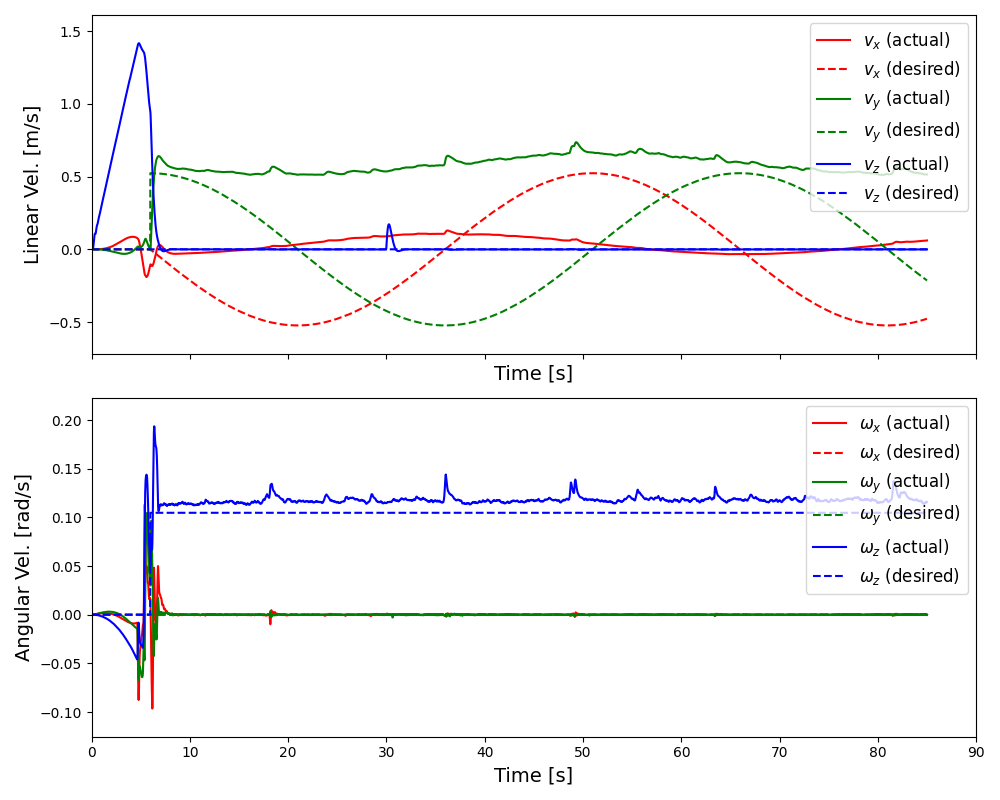 Linear Vel. [m/s]
1.5
1.0
0.5
0.0
−0.5
v_x (actual)
v_x (desired)
v_y (actual)
v_y (desired)
v_z (actual)
v_z (desired)
Time [s]
Angular Vel. [rad/s]
0.20
0.15
0.10
0.05
0.00
−0.05
−0.10
ω_x (actual)
ω_x (desired)
ω_y (actual)
ω_y (desired)
ω_z (actual)
ω_z (desired)
0 10 20 30 40 50 60 70 80 90
Time [s]